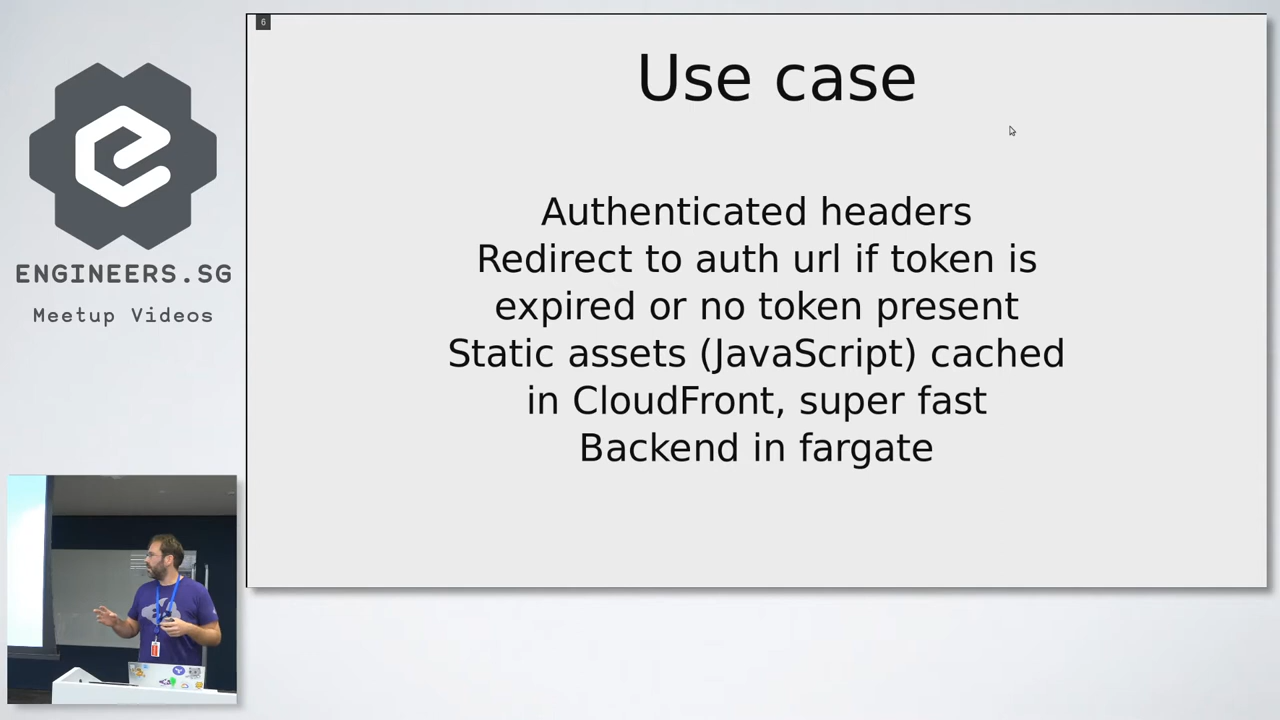 6
Use case
Authenticated headers
Redirect to auth url if token is
expired or no token present
Static assets (JavaScript) cached
in CloudFront, super fast
Backend in fargate
ENGINEERS.SG
Meetup Videos